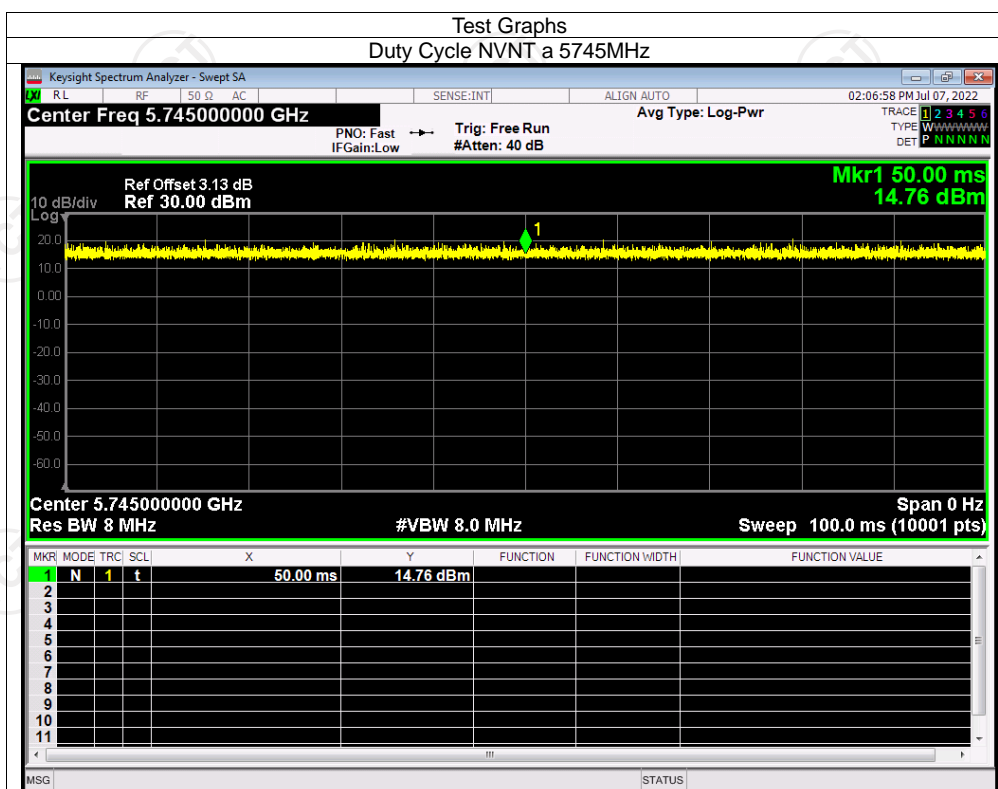 Test Graphs
Duty Cycle NVNT a 5745MHz
Keysight Spectrum Analyzer - Swept SA
LXI RL RF 50 Ω AC SENSE:INT ALIGN AUTO 02:06:58 PM Jul 07, 2022
Center Freq 5.745000000 GHz Avg Type: Log-Pwr TRACE 1 2 3 4 5 6
PNO: Fast Trig: Free Run TYPE WWWWWW
IFGain:Low #Atten: 40 dB DET P N N N N N
Mkr1 50.00 ms
Ref Offset 3.13 dB
10 dB/div Ref 30.00 dBm 14.76 dBm
Log
1
20.0
10.0
0.00
-10.0
-20.0
-30.0
-40.0
-50.0
-60.0
Center 5.745000000 GHz Span 0 Hz
Res BW 8 MHz #VBW 8.0 MHz Sweep 100.0 ms (10001 pts)
MKR MODE TRC SCL X Y FUNCTION FUNCTION WIDTH FUNCTION VALUE
1 N 1 t 50.00 ms 14.76 dBm
2
3
4
5
6
7
8
9
10
11
MSG STATUS